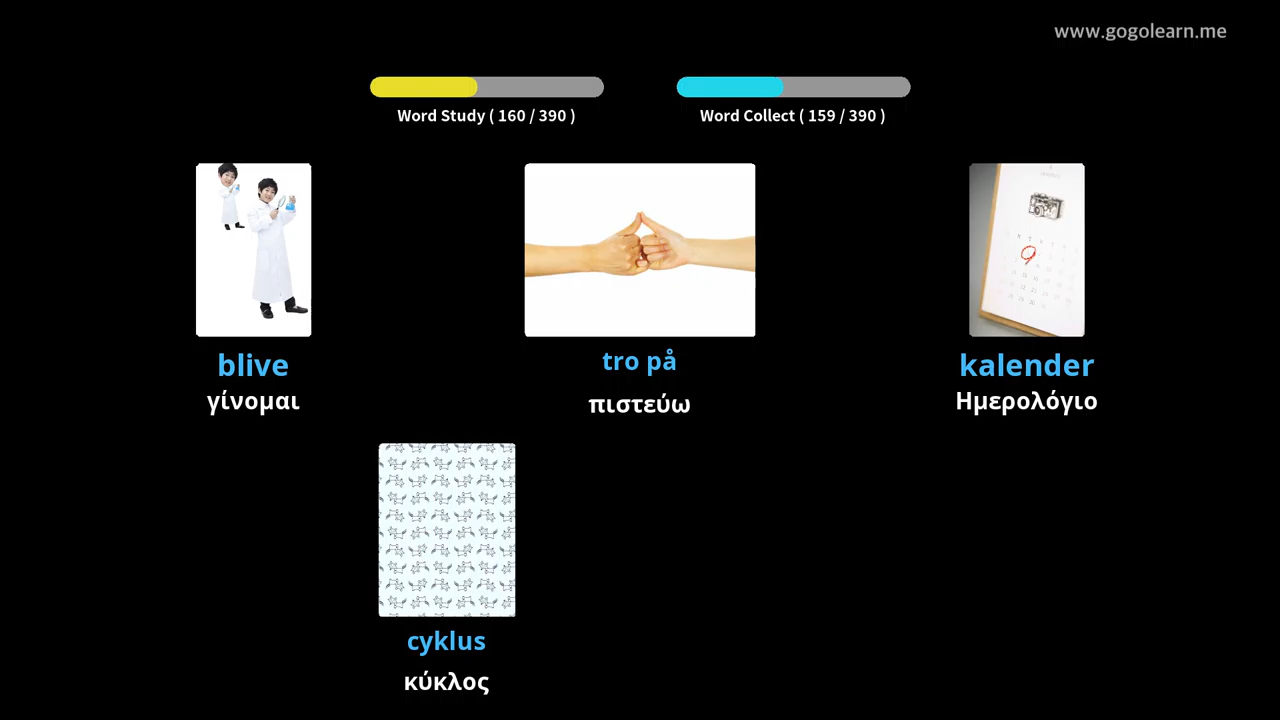 www.gogolearn.me
Word Study ( 160 / 390 )
Word Collect ( 159 / 390 )
blive
γίνομαι
tro på
πιστεύω
kalender
Ημερολόγιο
cyklus
κύκλος